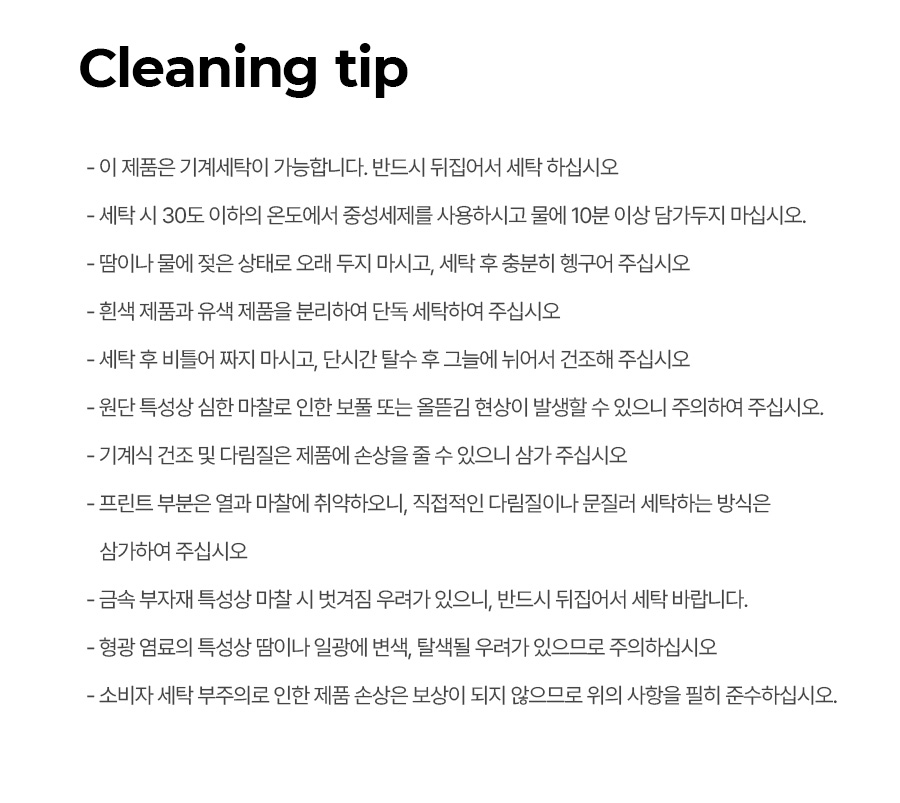 Cleaning tip
- 이 제품은 기계세탁이 가능합니다. 반드시 뒤집어서 세탁 하십시오
- 세탁 시 30도 이하의 온도에서 중성세제를 사용하시고 물에 10분 이상 담가두지 마십시오.
- 땀이나 물에 젖은 상태로 오래 두지 마시고, 세탁 후 충분히 헹구어 주십시오
- 흰색 제품과 유색 제품을 분리하여 단독 세탁하여 주십시오
- 세탁 후 비틀어 짜지 마시고, 단시간 탈수 후 그늘에 뉘어서 건조해 주십시오
- 원단 특성상 심한 마찰로 인한 보풀 또는 올뜯김 현상이 발생할 수 있으니 주의하여 주십시오.
- 기계식 건조 및 다림질은 제품에 손상을 줄 수 있으니 삼가 주십시오
- 프린트 부분은 열과 마찰에 취약하오니, 직접적인 다림질이나 문질러 세탁하는 방식은
삼가하여 주십시오
- 금속 부자재 특성상 마찰 시 벗겨짐 우려가 있으니, 반드시 뒤집어서 세탁 바랍니다.
- 형광 염료의 특성상 땀이나 일광에 변색, 탈색될 우려가 있으므로 주의하십시오
- 소비자 세탁 부주의로 인한 제품 손상은 보상이 되지 않으므로 위의 사항을 필히 준수하십시오.